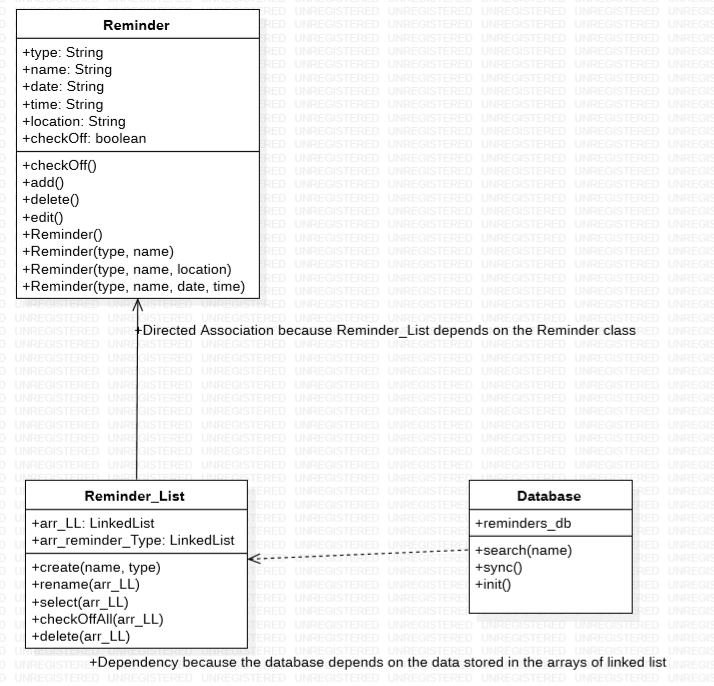 Reminder
+type: String
+name: String
+date: String
+time: String
+location: String
+checkOff: boolean
+checkOff()
+add()
+delete()
+edit()
+Reminder()
+Reminder(type, name)
+Reminder(type, name, location)
+Reminder(type, name, date, time)
+Directed Association because Reminder_List depends on the Reminder class
Reminder_List
+arr_LL: LinkedList
+arr_reminder_Type: LinkedList
+create(name, type)
+rename(arr_LL)
+select(arr_LL)
+checkOffAll(arr_LL)
+delete(arr_LL)
Database
+reminders_db
+search(name)
+sync()
+init()
+Dependency because the database depends on the data stored in the arrays of linked list
UNREGISTERED